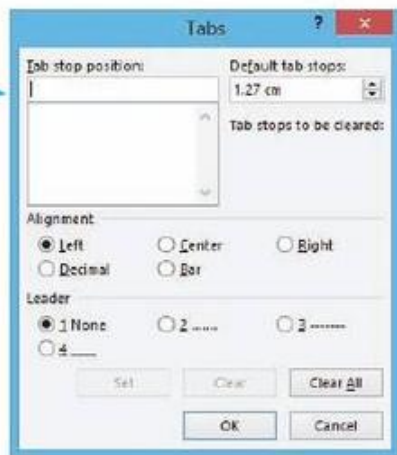 Tabs ? x
Tab stop position: Default tab stops:
1.27 cm
Tab stops to be cleared:
Alignment
Left Center Right
Decimal Bar
Leader
1 None 2 ...... 3 -------
4 ____
Set Clear Clear All
OK Cancel